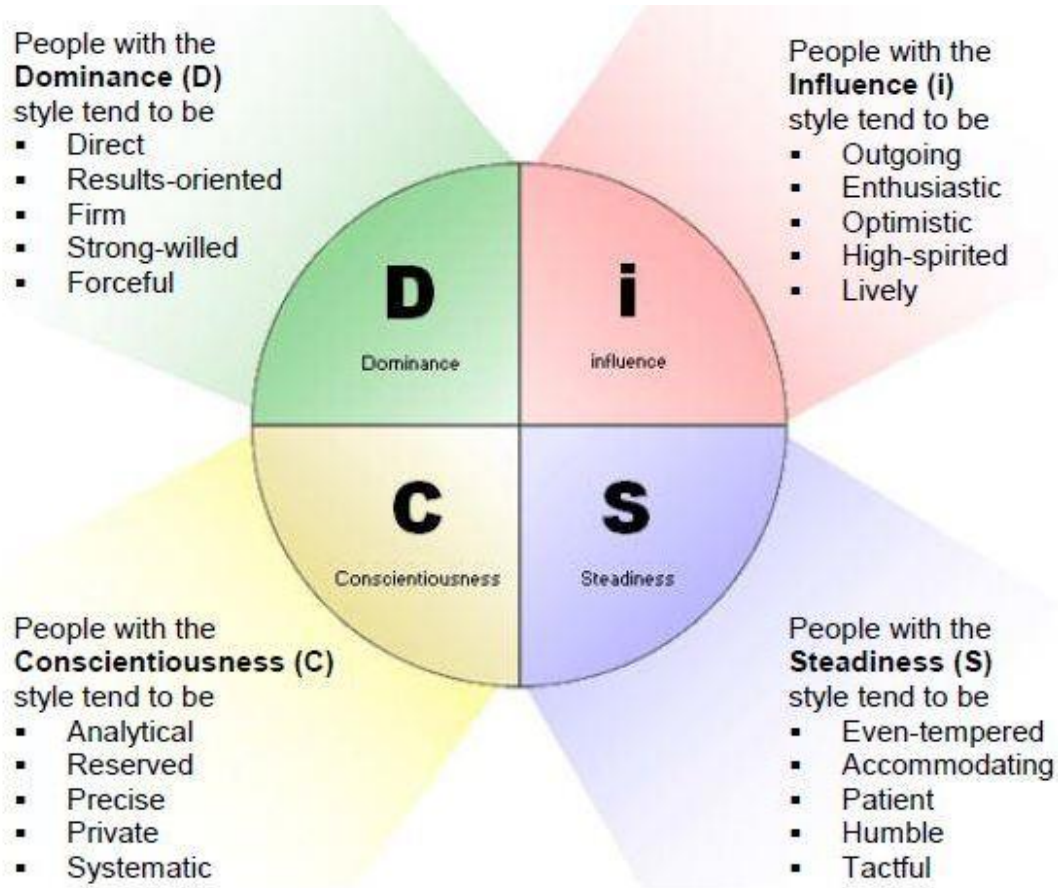 People with the
Dominance (D)
style tend to be
▪ Direct
▪ Results-oriented
▪ Firm
▪ Strong-willed
▪ Forceful
People with the
Influence (i)
style tend to be
▪ Outgoing
▪ Enthusiastic
▪ Optimistic
▪ High-spirited
▪ Lively
D
Dominance
i
influence
C
Conscientiousness
S
Steadiness
People with the
Conscientiousness (C)
style tend to be
▪ Analytical
▪ Reserved
▪ Precise
▪ Private
▪ Systematic
People with the
Steadiness (S)
style tend to be
▪ Even-tempered
▪ Accommodating
▪ Patient
▪ Humble
▪ Tactful